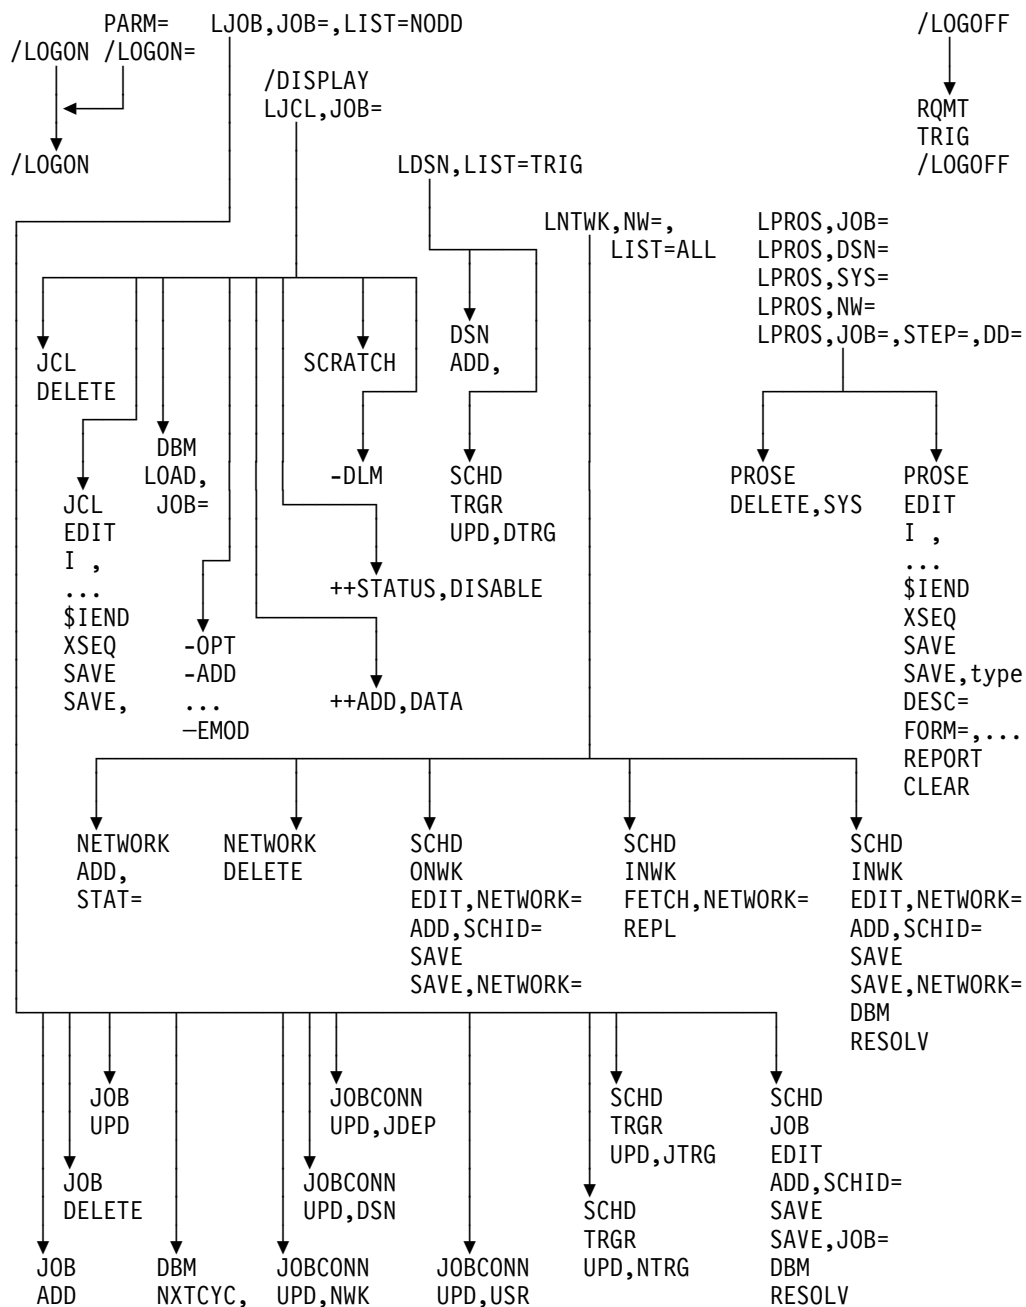 PARM=
/LOGON /LOGON=
/LOGON
LJOB,JOB=,LIST=NODD
/DISPLAY
LJCL,JOB=
LDSN,LIST=TRIG
LNTWK,NW=,
LIST=ALL
/LOGOFF
RQMT
TRIG
/LOGOFF
LPROS,JOB=
LPROS,DSN=
LPROS,SYS=
LPROS,NW=
LPROS,JOB=,STEP=,DD=
JCL
DELETE
JCL
EDIT
I ,
...
$IEND
XSEQ
SAVE
SAVE,
DBM
LOAD,
JOB=
-OPT
-ADD
...
—EMOD
SCRATCH
-DLM
++STATUS,DISABLE
++ADD,DATA
DSN
ADD,
SCHD
TRGR
UPD,DTRG
PROSE
DELETE,SYS
PROSE
EDIT
I ,
...
$IEND
XSEQ
SAVE
SAVE,type
DESC=
FORM=,...
REPORT
CLEAR
NETWORK
ADD,
STAT=
NETWORK
DELETE
SCHD
ONWK
EDIT,NETWORK=
ADD,SCHID=
SAVE
SAVE,NETWORK=
SCHD
INWK
FETCH,NETWORK=
REPL
SCHD
INWK
EDIT,NETWORK=
ADD,SCHID=
SAVE
SAVE,NETWORK=
DBM
RESOLV
JOB
ADD
JOB
DELETE
JOB
UPD
DBM
NXTCYC,
JOBCONN
UPD,NWK
JOBCONN
UPD,DSN
JOBCONN
UPD,JDEP
JOBCONN
UPD,USR
SCHD
TRGR
UPD,NTRG
SCHD
TRGR
UPD,JTRG
SCHD
JOB
EDIT
ADD,SCHID=
SAVE
SAVE,JOB=
DBM
RESOLV